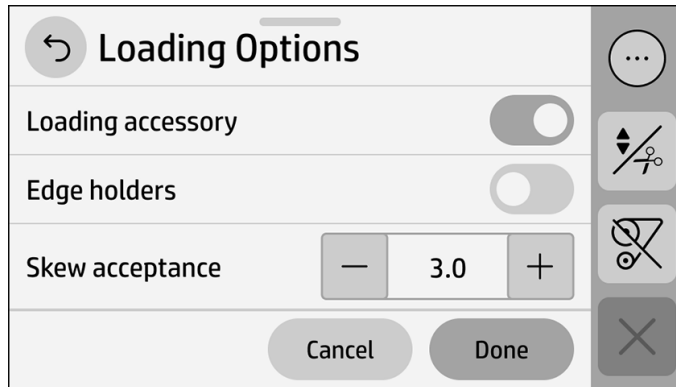 Loading Options
Loading accessory
Edge holders
Skew acceptance — 3.0 +
Cancel Done